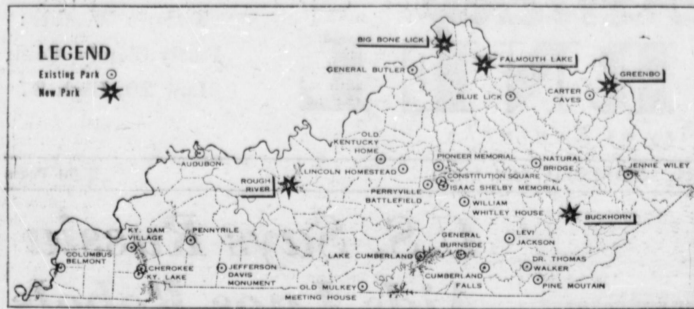 LEGEND
Existing Park
New Park
BIG BONE LICK
FALMOUTH LAKE
GENERAL BUTLER
GREENBO
BLUE LICK
CARTER
CAVES
OLD
KENTUCKY
HOME
AUDUBON
PIONEER MEMORIAL
NATURAL
BRIDGE
JENNIE WILEY
LINCOLN HOMESTEAD
CONSTITUTION SQUARE
ISAAC SHELBY MEMORIAL
ROUGH
RIVER
PERRYVILLE
BATTLEFIELD
WILLIAM
WHITLEY HOUSE
BUCKHORN
KY. DAM
VILLAGE
PENNYRILE
GENERAL
BURNSIDE
LEVI
JACKSON
COLUMBUS
BELMONT
LAKE CUMBERLAND
CHEROKEE
KY. LAKE
JEFFERSON
DAVIS
MONUMENT
CUMBERLAND
FALLS
DR. THOMAS
WALKER
OLD MULKEY
MEETING HOUSE
PINE MOUTAIN